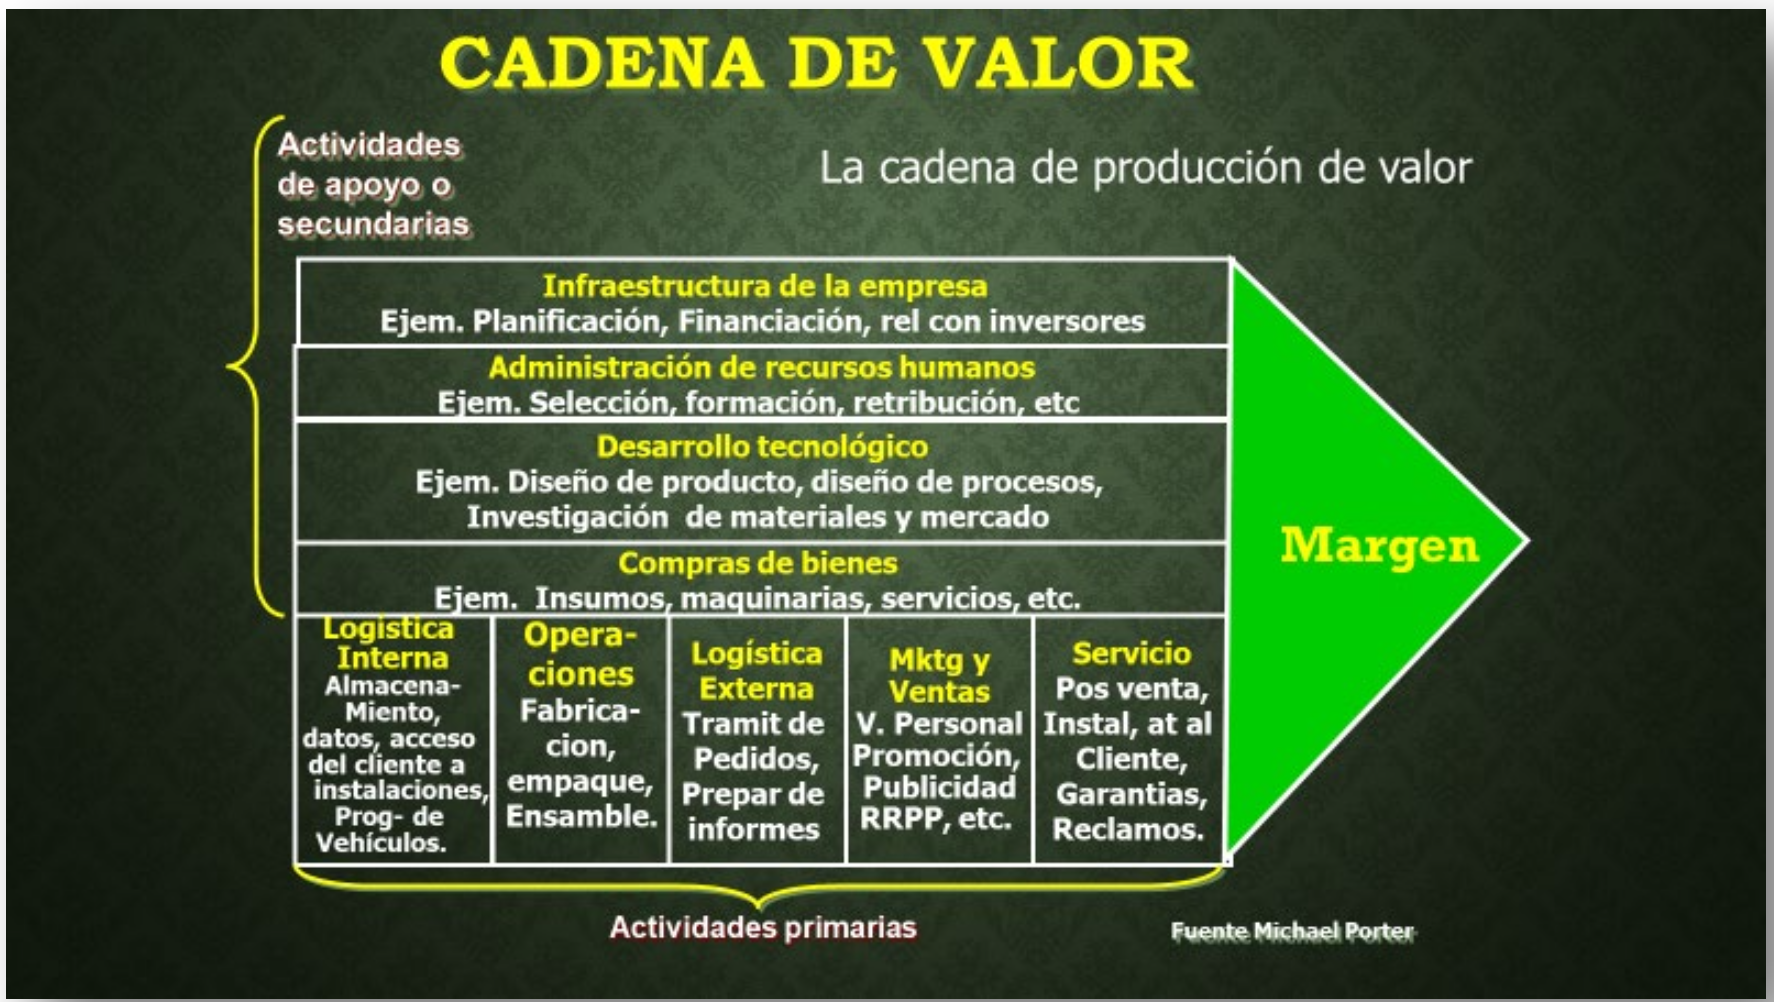 CADENA DE VALOR
Actividades
de apoyo o
secundarias
La cadena de producción de valor
Infraestructura de la empresa
Ejem. Planificación, Financiación, rel con inversores
Administración de recursos humanos
Ejem. Selección, formación, retribución, etc
Desarrollo tecnológico
Ejem. Diseño de producto, diseño de procesos,
Investigación de materiales y mercado
Compras de bienes
Ejem. Insumos, maquinarias, servicios, etc.
Margen
Logistica
Interna
Almacena-
Miento,
datos, acceso
del cliente a
instalaciones,
Prog- de
Vehículos.
Opera-
ciones
Fabrica-
cion,
empaque,
Ensamble.
Logística
Externa
Tramit de
Pedidos,
Prepar de
informes
Mktg y
Ventas
V. Personal
Promoción,
Publicidad
RRPP, etc.
Servicio
Pos venta,
Instal, at al
Cliente,
Garantias,
Reclamos.
Actividades primarias
Fuente Michael Porter